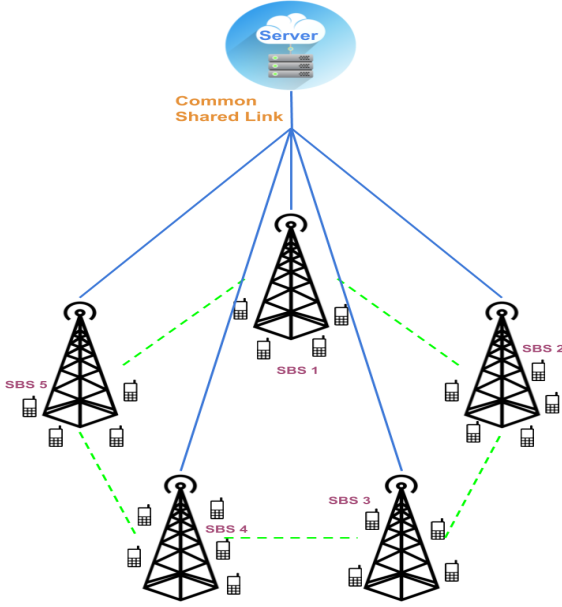 Server
Common
Shared Link
SBS 1
SBS 2
SBS 5
SBS 3
SBS 4